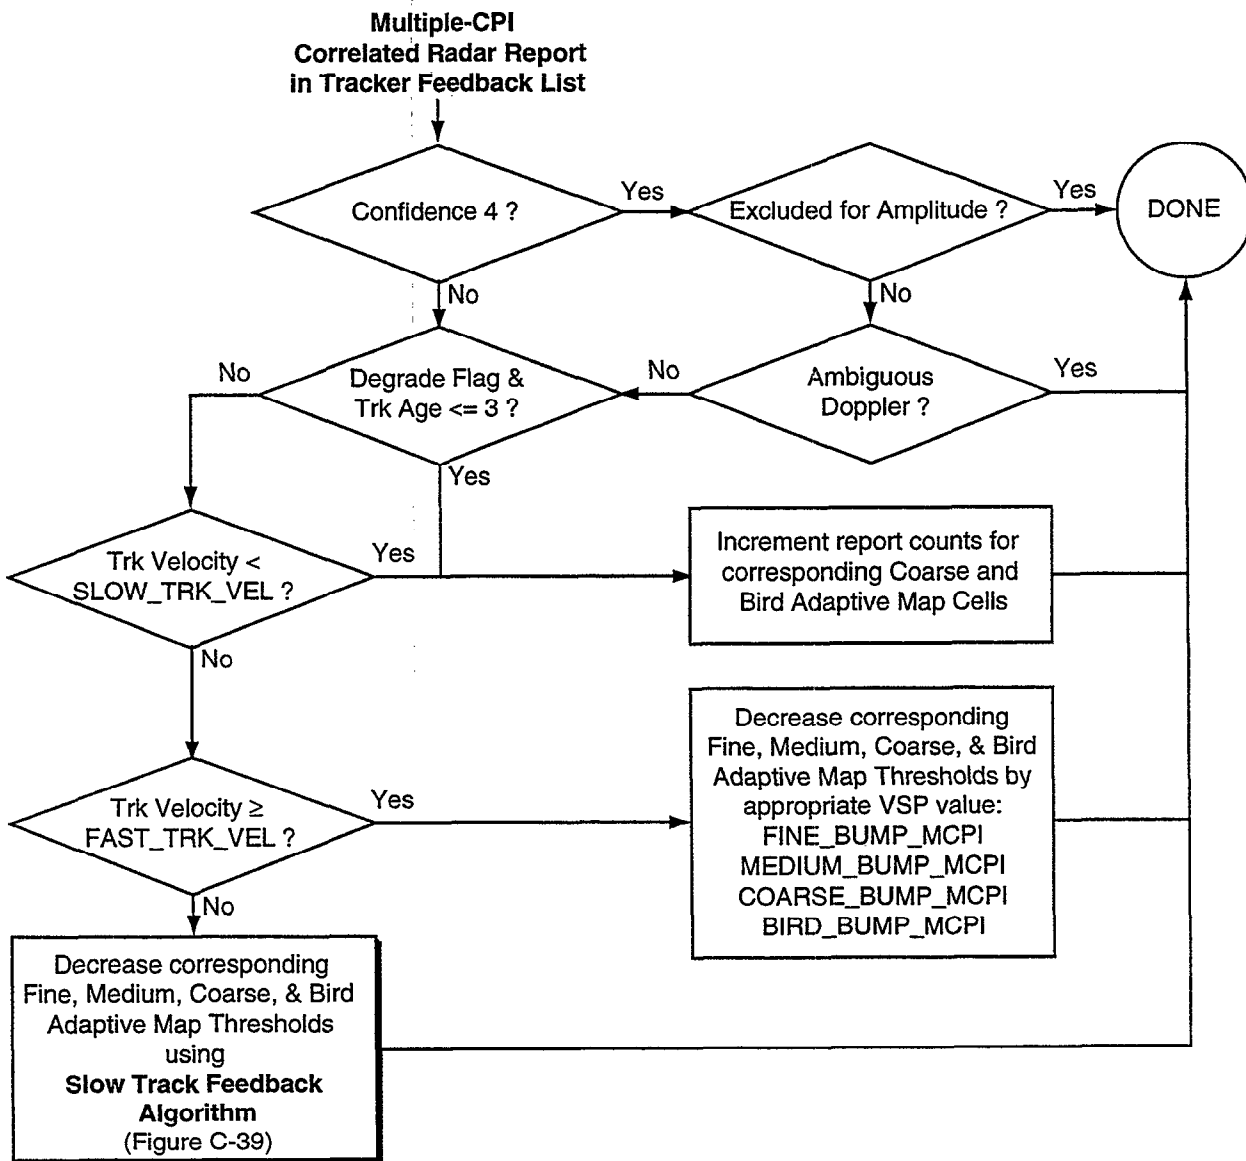 Multiple-CPI
Correlated Radar Report
in Tracker Feedback List
Confidence 4 ?
Yes
Excluded for Amplitude ?
Yes
DONE
No
No
No
Degrade Flag &
Trk Age <= 3 ?
No
Ambiguous
Doppler ?
Yes
Yes
Trk Velocity <
SLOW_TRK_VEL ?
Yes
Increment report counts for
corresponding Coarse and
Bird Adaptive Map Cells
No
Trk Velocity ≥
FAST_TRK_VEL ?
Yes
Decrease corresponding
Fine, Medium, Coarse, & Bird
Adaptive Map Thresholds by
appropriate VSP value:
FINE_BUMP_MCPI
MEDIUM_BUMP_MCPI
COARSE_BUMP_MCPI
BIRD_BUMP_MCPI
No
Decrease corresponding
Fine, Medium, Coarse, & Bird
Adaptive Map Thresholds
using
Slow Track Feedback
Algorithm
(Figure C-39)